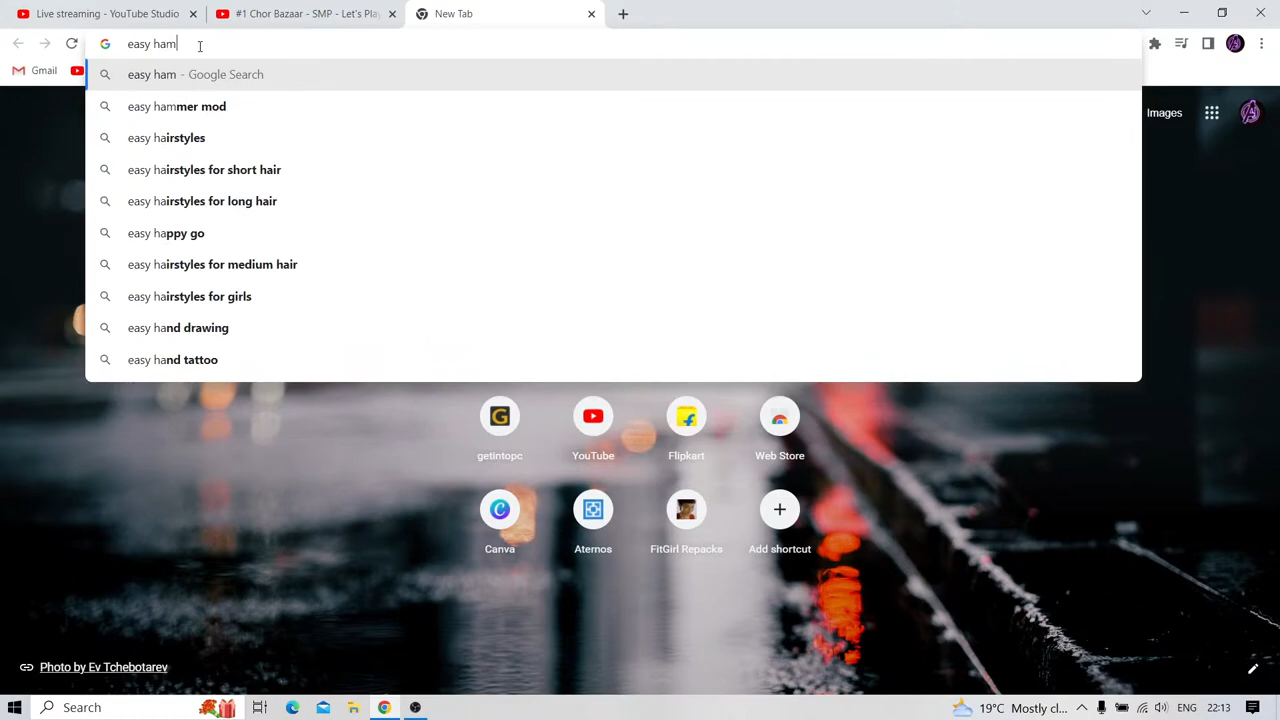 Live streaming - YouTube Studio
#1 Chor Bazaar - SMP - Let's Pla
New Tab
easy ham
Gmail
easy ham - Google Search
easy hammer mod
Images
easy hairstyles
easy hairstyles for short hair
easy hairstyles for long hair
easy happy go
easy hairstyles for medium hair
easy hairstyles for girls
easy hand drawing
easy hand tattoo
getintopc
YouTube
Flipkart
Web Store
Canva
Aternos
FitGirl Repacks
Add shortcut
Photo by Ev Tchebotarev
Search
19°C Mostly cl...
ENG
22:13